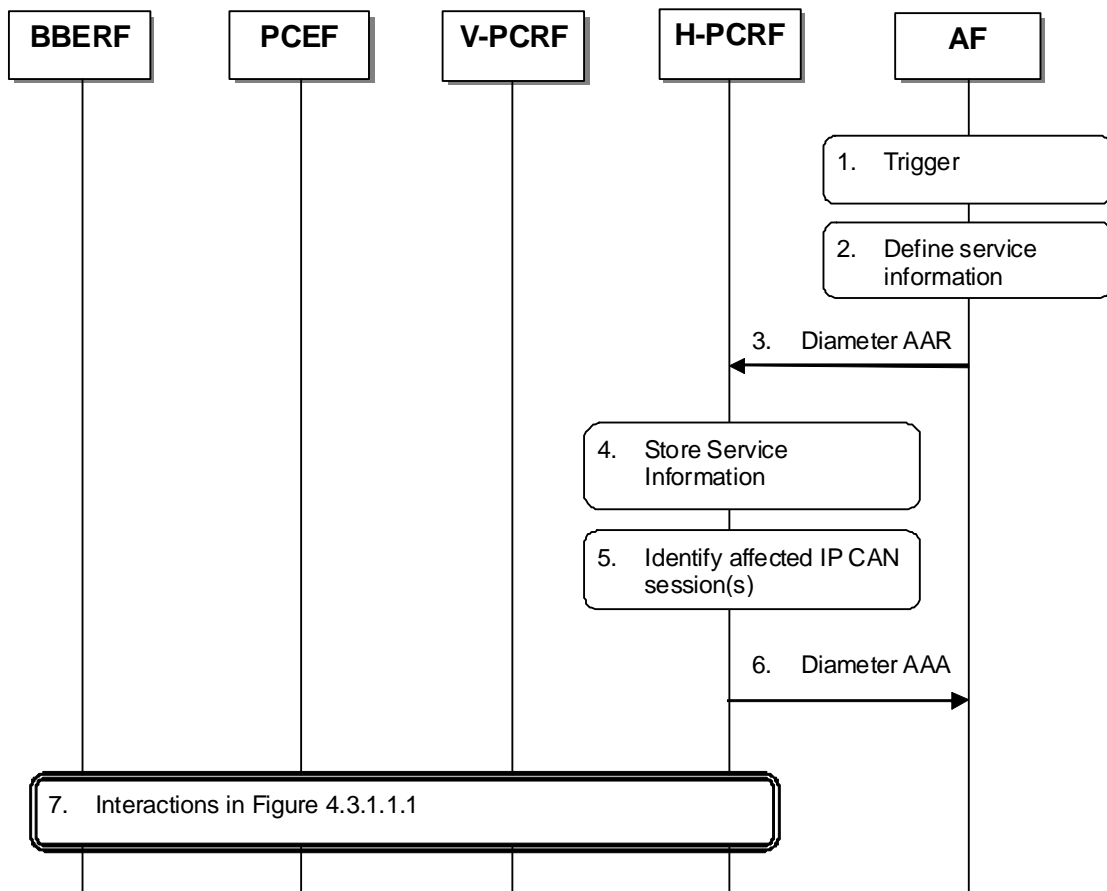 BBERF
PCEF
V-PCRF
H-PCRF
AF
1. Trigger
2. Define service
information
3. Diameter AAR
4. Store Service
Information
5. Identify affected IP CAN
session(s)
6. Diameter AAA
7. Interactions in Figure 4.3.1.1.1